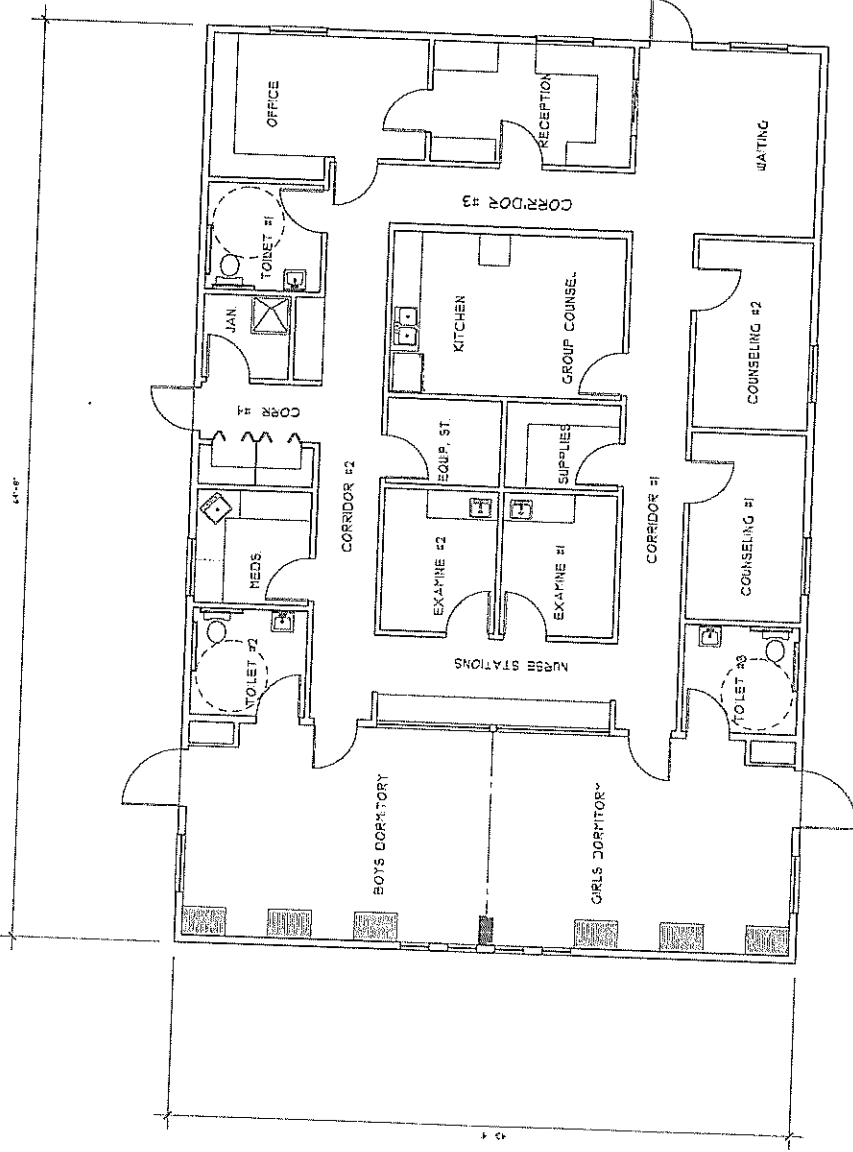 OFFICE
RECEPTION
WAITING
CORRIDOR #3
TOILET #1
JAN.
KITCHEN
GROUP COUNSEL.
COUNSELING #2
CORR #4
EQUIP. ST.
SUPPLIES
CORRIDOR #2
CORRIDOR #1
MEDS.
EXAMINE #2
EXAMINE #1
COUNSELING #1
TOILET #2
NURSE STATIONS
TOILET #3
BOYS DORMITORY
GIRLS DORMITORY